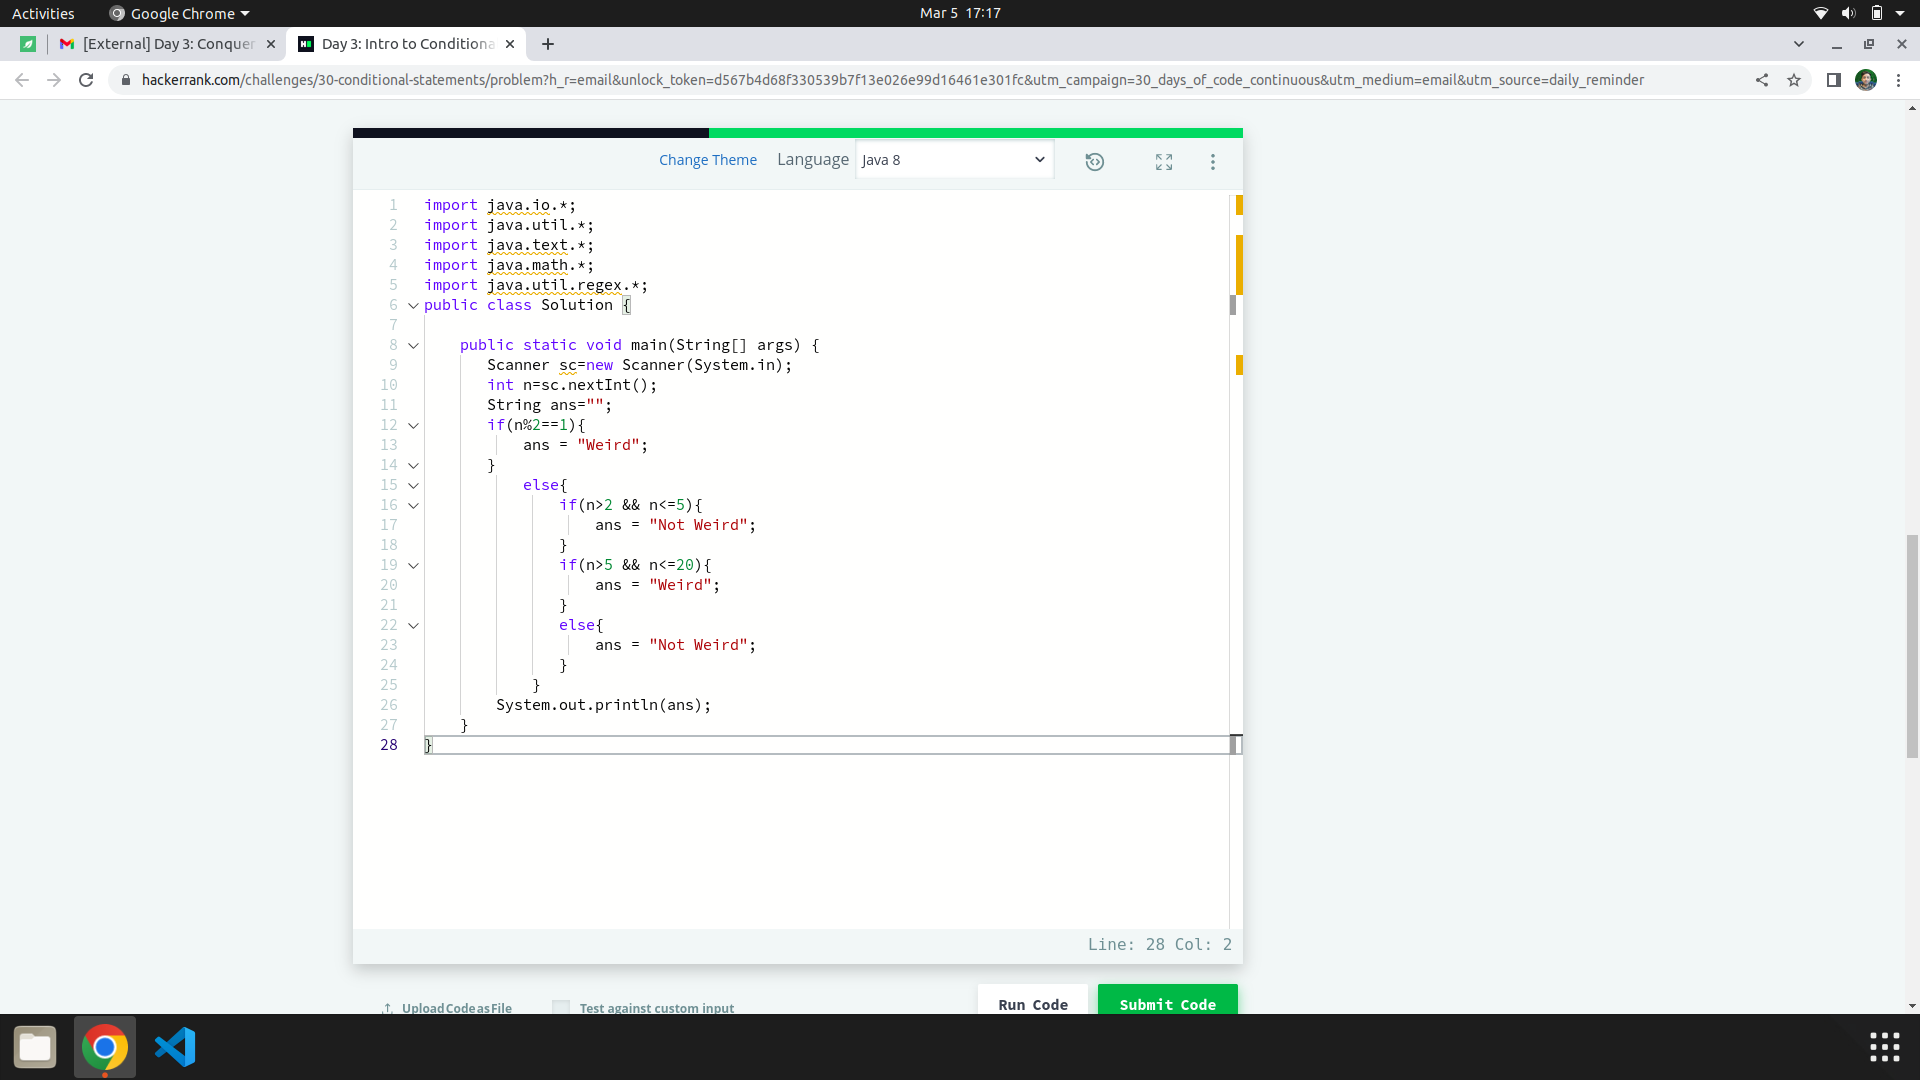 Activities
Google Chrome
Mar 5 17:17
[External] Day 3: Conquer
Day 3: Intro to Conditiona
hackerrank.com/challenges/30-conditional-statements/problem?h_r=email&unlock_token=d567b4d68f330539b7f13e026e99d16461e301fc&utm_campaign=30_days_of_code_continuous&utm_medium=email&utm_source=daily_reminder
Change Theme Language Java 8
1 import java.io.*;
2 import java.util.*;
3 import java.text.*;
4 import java.math.*;
5 import java.util.regex.*;
6 public class Solution {
7
8 public static void main(String[] args) {
9 Scanner sc=new Scanner(System.in);
10 int n=sc.nextInt();
11 String ans="";
12 if(n%2==1){
13 ans = "Weird";
14 }
15 else{
16 if(n>2 && n<=5){
17 ans = "Not Weird";
18 }
19 if(n>5 && n<=20){
20 ans = "Weird";
21 }
22 else{
23 ans = "Not Weird";
24 }
25 }
26 System.out.println(ans);
27 }
28 }
Line: 28 Col: 2
Upload Code as File
Test against custom input
Run Code
Submit Code